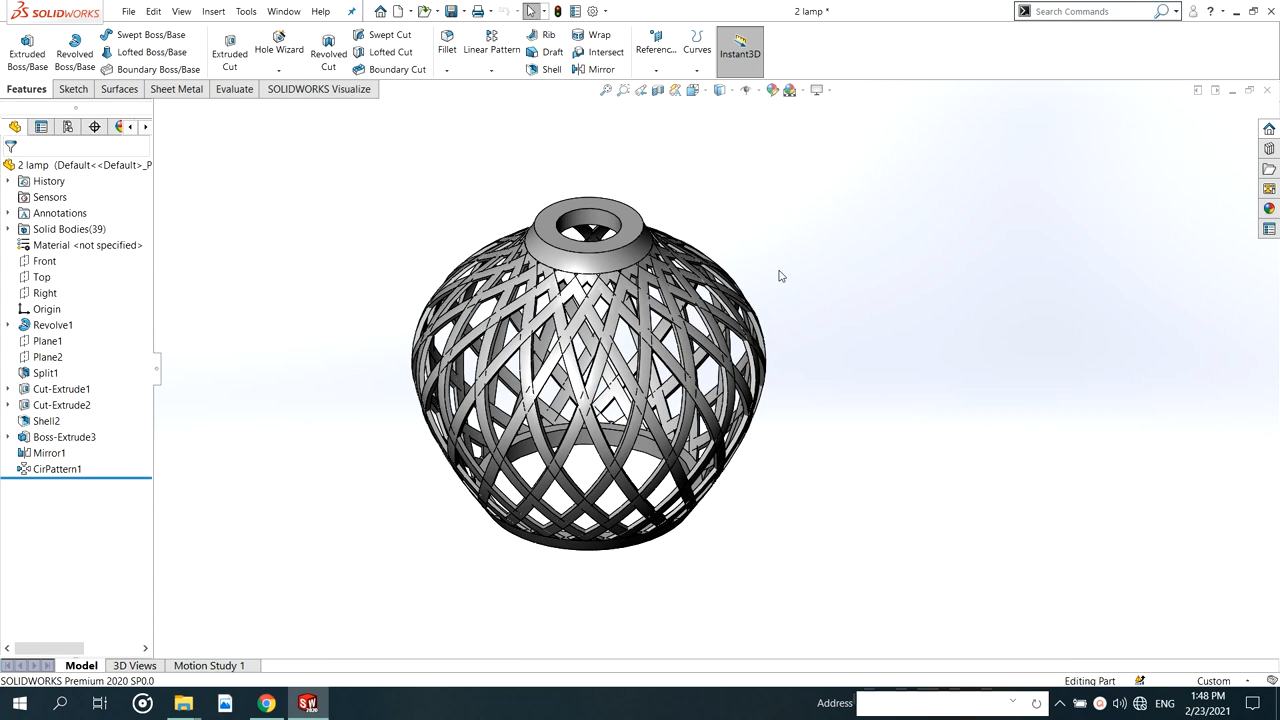 SOLIDWORKS File Edit View Insert Tools Window Help 2 lamp * Search Commands
Extruded Boss/Base
Revolved Boss/Base
Swept Boss/Base
Lofted Boss/Base
Boundary Boss/Base
Extruded Cut
Hole Wizard
Revolved Cut
Swept Cut
Lofted Cut
Boundary Cut
Fillet
Linear Pattern
Rib
Draft
Shell
Wrap
Intersect
Mirror
Referenc...
Curves
Instant3D
Features Sketch Surfaces Sheet Metal Evaluate SOLIDWORKS Visualize
2 lamp (Default<<Default>_P
History
Sensors
Annotations
Solid Bodies(39)
Material <not specified>
Front
Top
Right
Origin
Revolve1
Plane1
Plane2
Split1
Cut-Extrude1
Cut-Extrude2
Shell2
Boss-Extrude3
Mirror1
CirPattern1
Model 3D Views Motion Study 1
SOLIDWORKS Premium 2020 SP0.0 Editing Part Custom
Address ENG 1:48 PM
2/23/2021